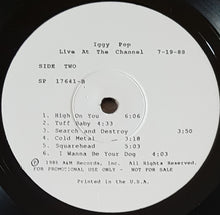 Iggy Pop
Live At The Channel 7-19-88
SIDE TWO
SP 17641-B
1. High On You 6:06
2. Tuff Baby 4:33
3. Search and Destroy 3:50
4. Cold Metal 3:18
5. Squarehead 5:05
6. I Wanna Be Your Dog 4:03
©1988 A&M Records, Inc. All Rights Reserved.
FOR PROMOTIONAL USE ONLY - NOT FOR SALE
Printed in the U.S.A.